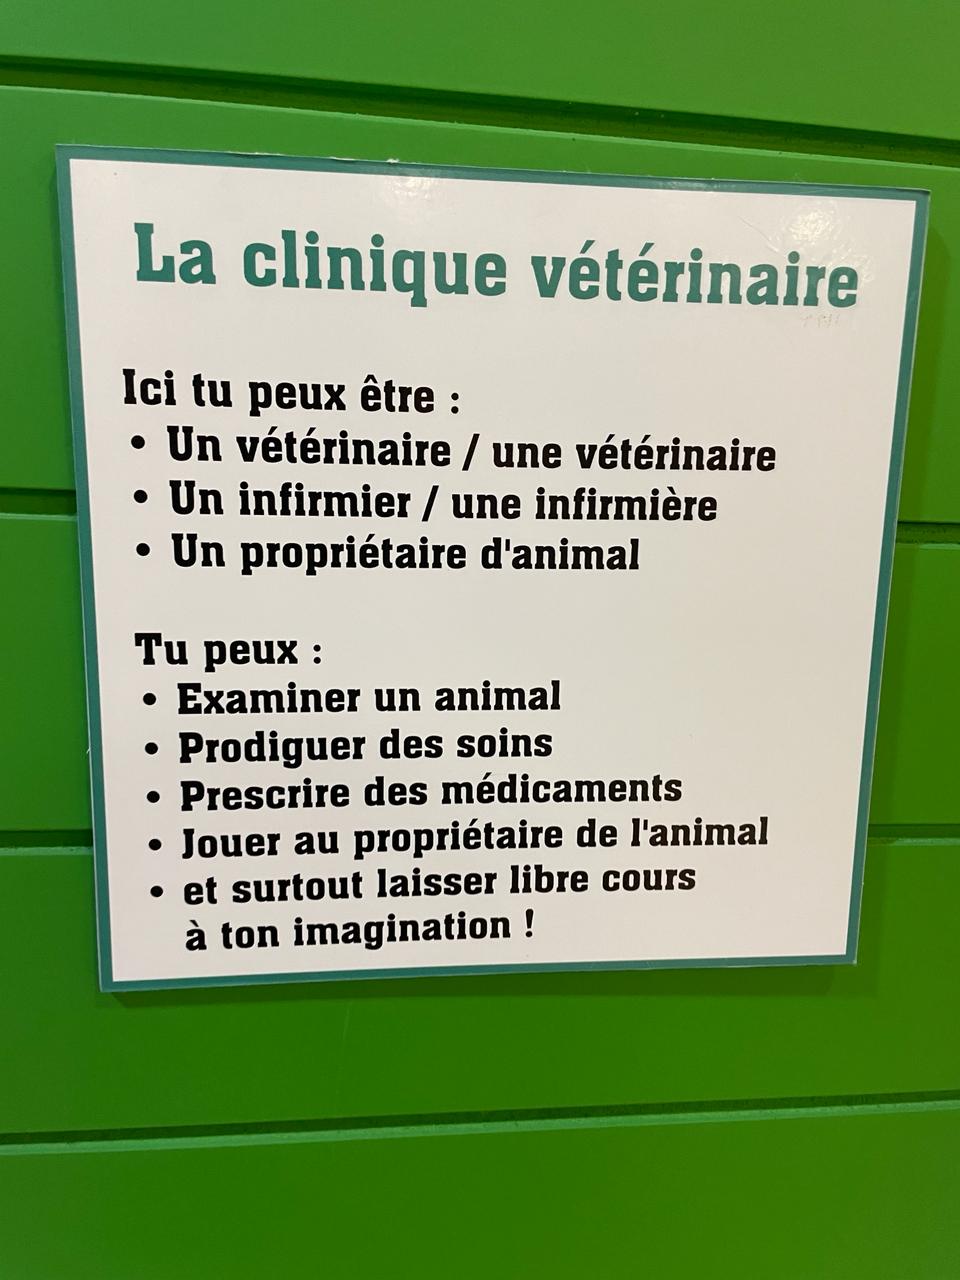 La clinique vétérinaire
Ici tu peux être :
• Un vétérinaire / une vétérinaire
• Un infirmier / une infirmière
• Un propriétaire d'animal
Tu peux :
• Examiner un animal
• Prodiguer des soins
• Prescrire des médicaments
• Jouer au propriétaire de l'animal
• et surtout laisser libre cours
à ton imagination !